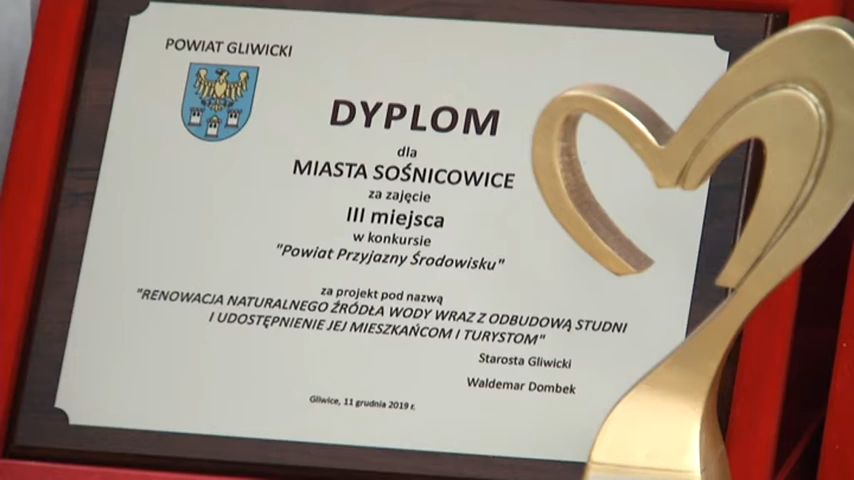 POWIAT GLIWICKI
DYPLOM
dla
MIASTA SOŚNICOWICE
za zajęcie
III miejsca
w konkursie
"Powiat Przyjazny Środowisku"
za projekt pod nazwą
"RENOWACJA NATURALNEGO ŹRÓDŁA WODY WRAZ Z ODBUDOWĄ STUDNI
I UDOSTĘPNIENIE JEJ MIESZKAŃCOM I TURYSTOM"
Starosta Gliwicki
Waldemar Dombek
Gliwice, 11 grudnia 2019 r.